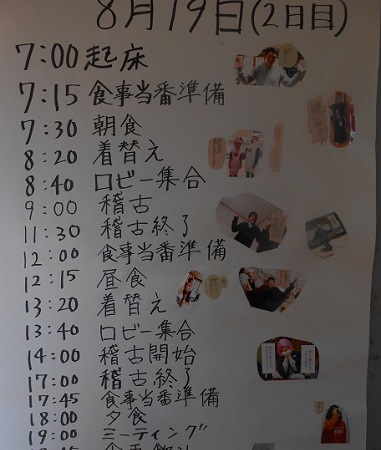 8月19日(2日目)
7:00 起床
7:15 食事当番準備
7:30 朝食
8:20 着替え
8:40 ロビー集合
9:00 稽古
11:30 稽古終了
12:00 食事当番準備
12:15 昼食
13:20 着替え
13:40 ロビー集合
14:00 稽古開始
17:00 稽古終了
17:45 食事当番準備
18:00 夕食
19:00 ミーティング